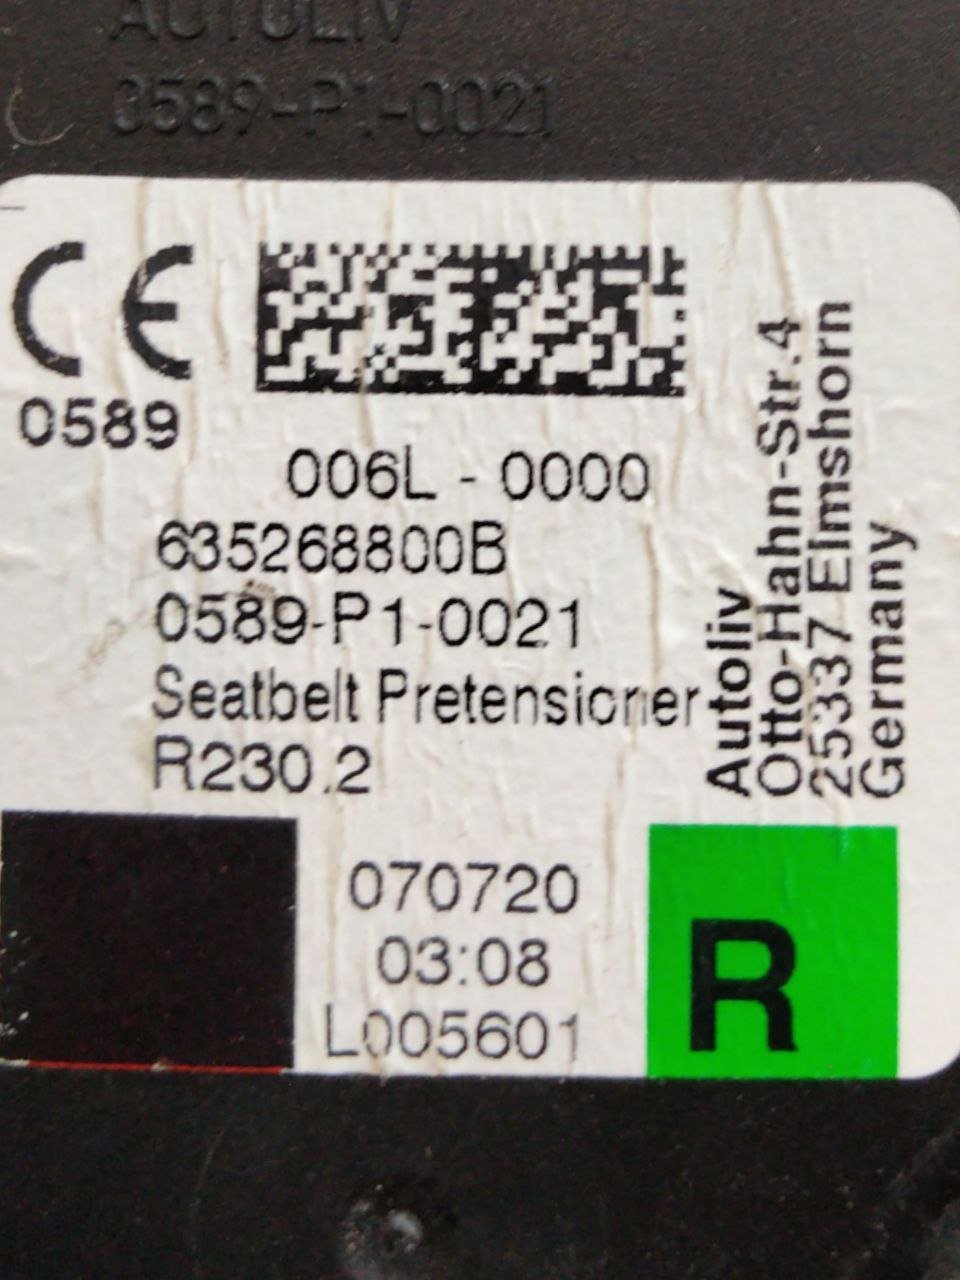 AUTOLIV
0589-P1-0021
CE
0589
006L - 0000
635268800B
0589-P1-0021
Seatbelt Pretensioner
R230.2
Autoliv
Otto-Hahn-Str.4
25337 Elmshorn
Germany
070720
03:08
L005601
R